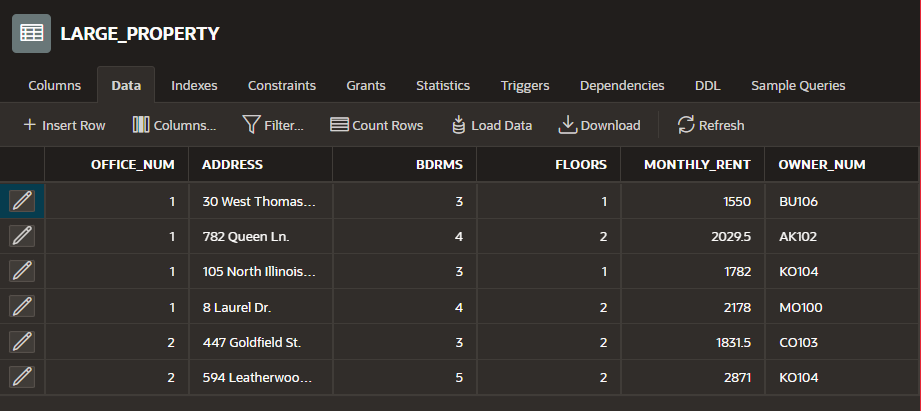 LARGE_PROPERTY
Columns Data Indexes Constraints Grants Statistics Triggers Dependencies DDL Sample Queries
Insert Row Columns... Filter... Count Rows Load Data Download Refresh
OFFICE_NUM ADDRESS BDRMS FLOORS MONTHLY_RENT OWNER_NUM
1 30 West Thomas... 3 1 1550 BU106
1 782 Queen Ln. 4 2 2029.5 AK102
1 105 North Illinois... 3 1 1782 KO104
1 8 Laurel Dr. 4 2 2178 MO100
2 447 Goldfield St. 3 2 1831.5 CO103
2 594 Leatherwoo... 5 2 2871 KO104